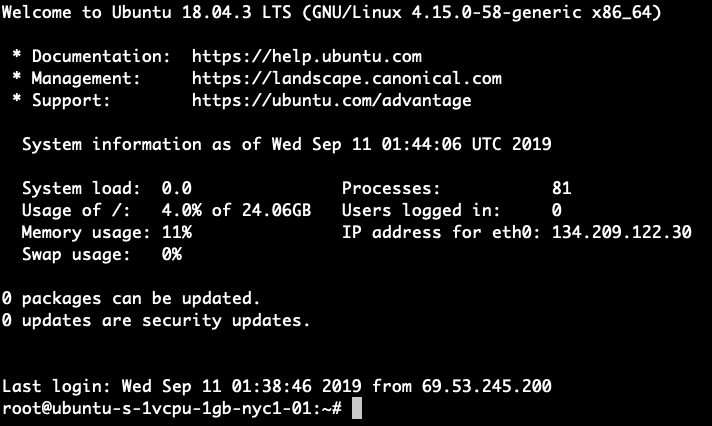 Welcome to Ubuntu 18.04.3 LTS (GNU/Linux 4.15.0-58-generic x86_64)
* Documentation:  https://help.ubuntu.com
* Management:     https://landscape.canonical.com
* Support:        https://ubuntu.com/advantage
System information as of Wed Sep 11 01:44:06 UTC 2019
System load:  0.0               Processes:           81
Usage of /:   4.0% of 24.06GB   Users logged in:     0
Memory usage: 11%               IP address for eth0: 134.209.122.30
Swap usage:   0%
0 packages can be updated.
0 updates are security updates.
Last login: Wed Sep 11 01:38:46 2019 from 69.53.245.200
root@ubuntu-s-1vcpu-1gb-nyc1-01:~#